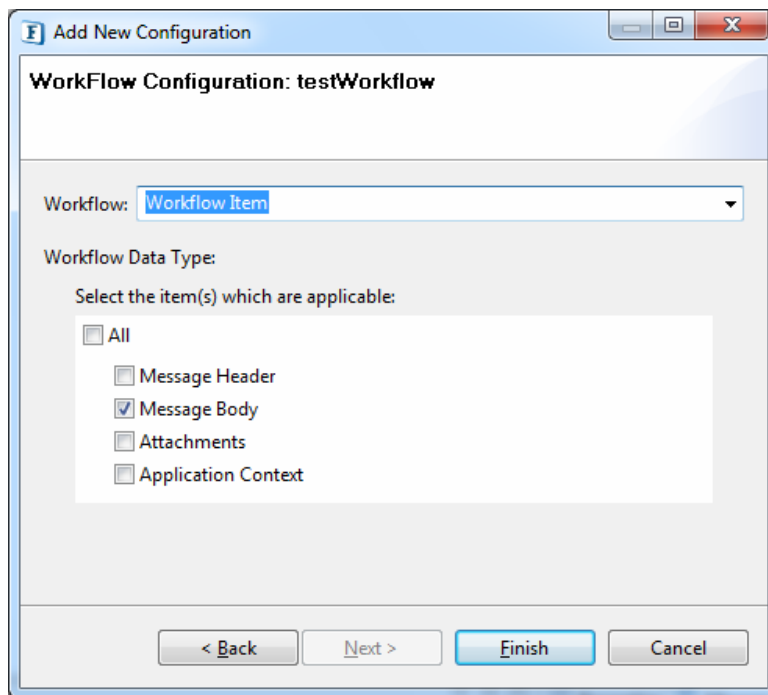 F Add New Configuration
WorkFlow Configuration: testWorkflow
Workflow: Workflow Item
Workflow Data Type:
Select the item(s) which are applicable:
All
Message Header
Message Body
Attachments
Application Context
< Back Next > Finish Cancel